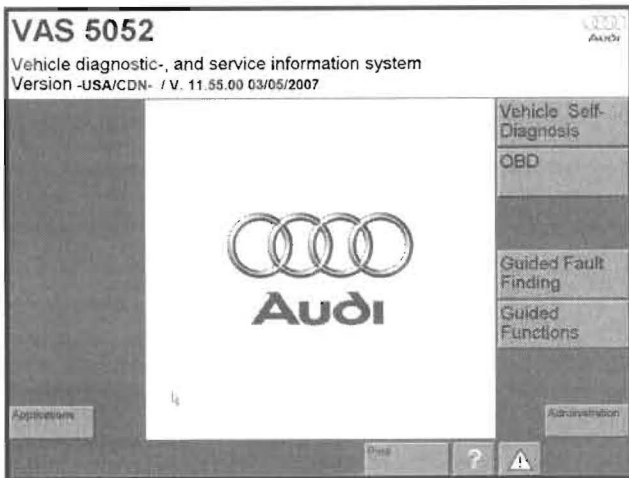 VAS 5052
Audi
Vehicle diagnostic-, and service information system
Version -USA/CDN- / V. 11.55.00 03/05/2007
Vehicle Self-
Diagnosis
OBD
Guided Fault
Finding
Audi
Guided
Functions
Applications
Administration
Print
?